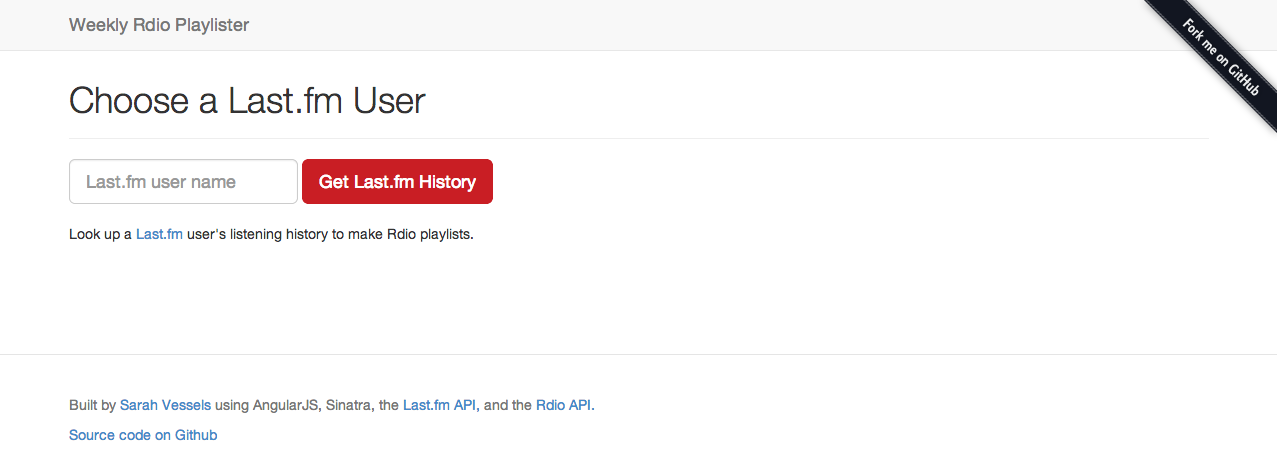 Weekly Rdio Playlister
Fork me on GitHub
Choose a Last.fm User
Last.fm user name
Get Last.fm History
Look up a Last.fm user's listening history to make Rdio playlists.
Built by Sarah Vessels using AngularJS, Sinatra, the Last.fm API, and the Rdio API.
Source code on Github